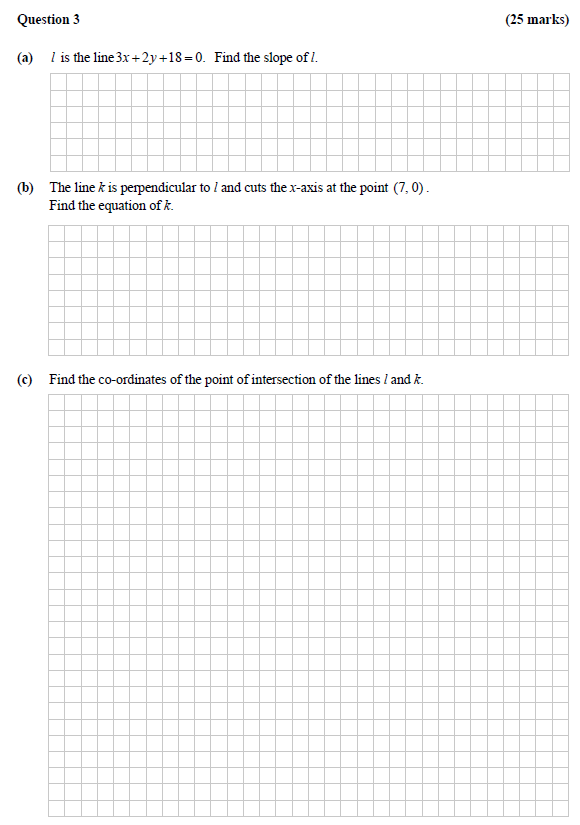 Question 3 (25 marks)
(a) l is the line 3x + 2y + 18 = 0. Find the slope of l.
(b) The line k is perpendicular to l and cuts the x-axis at the point (7, 0).
Find the equation of k.
(c) Find the co-ordinates of the point of intersection of the lines l and k.